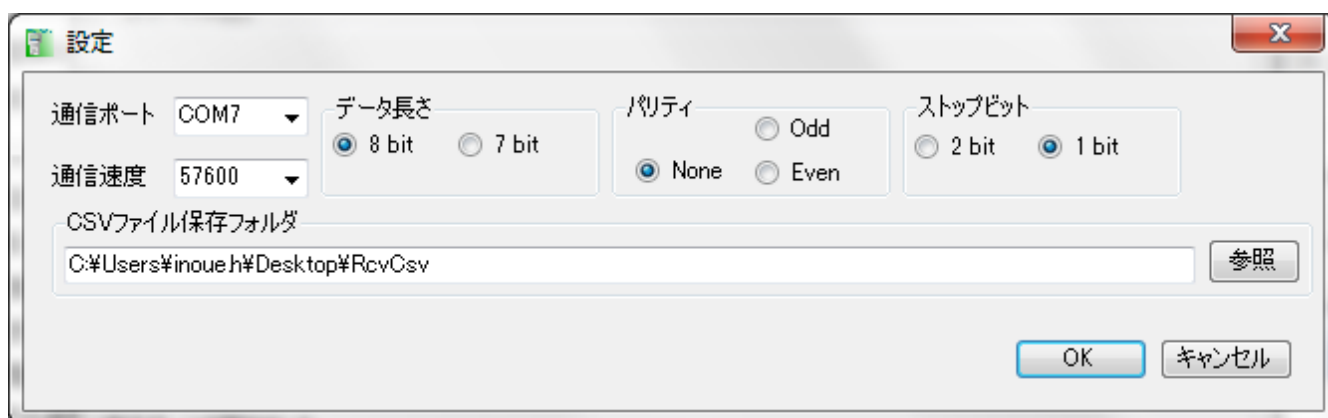 設定
通信ポート COM7
データ長さ
8 bit 7 bit
パリティ
Odd
None Even
ストップビット
2 bit 1 bit
通信速度 57600
CSVファイル保存フォルダ
C:¥Users¥inoue.h¥Desktop¥RcvCsv 参照
OK キャンセル